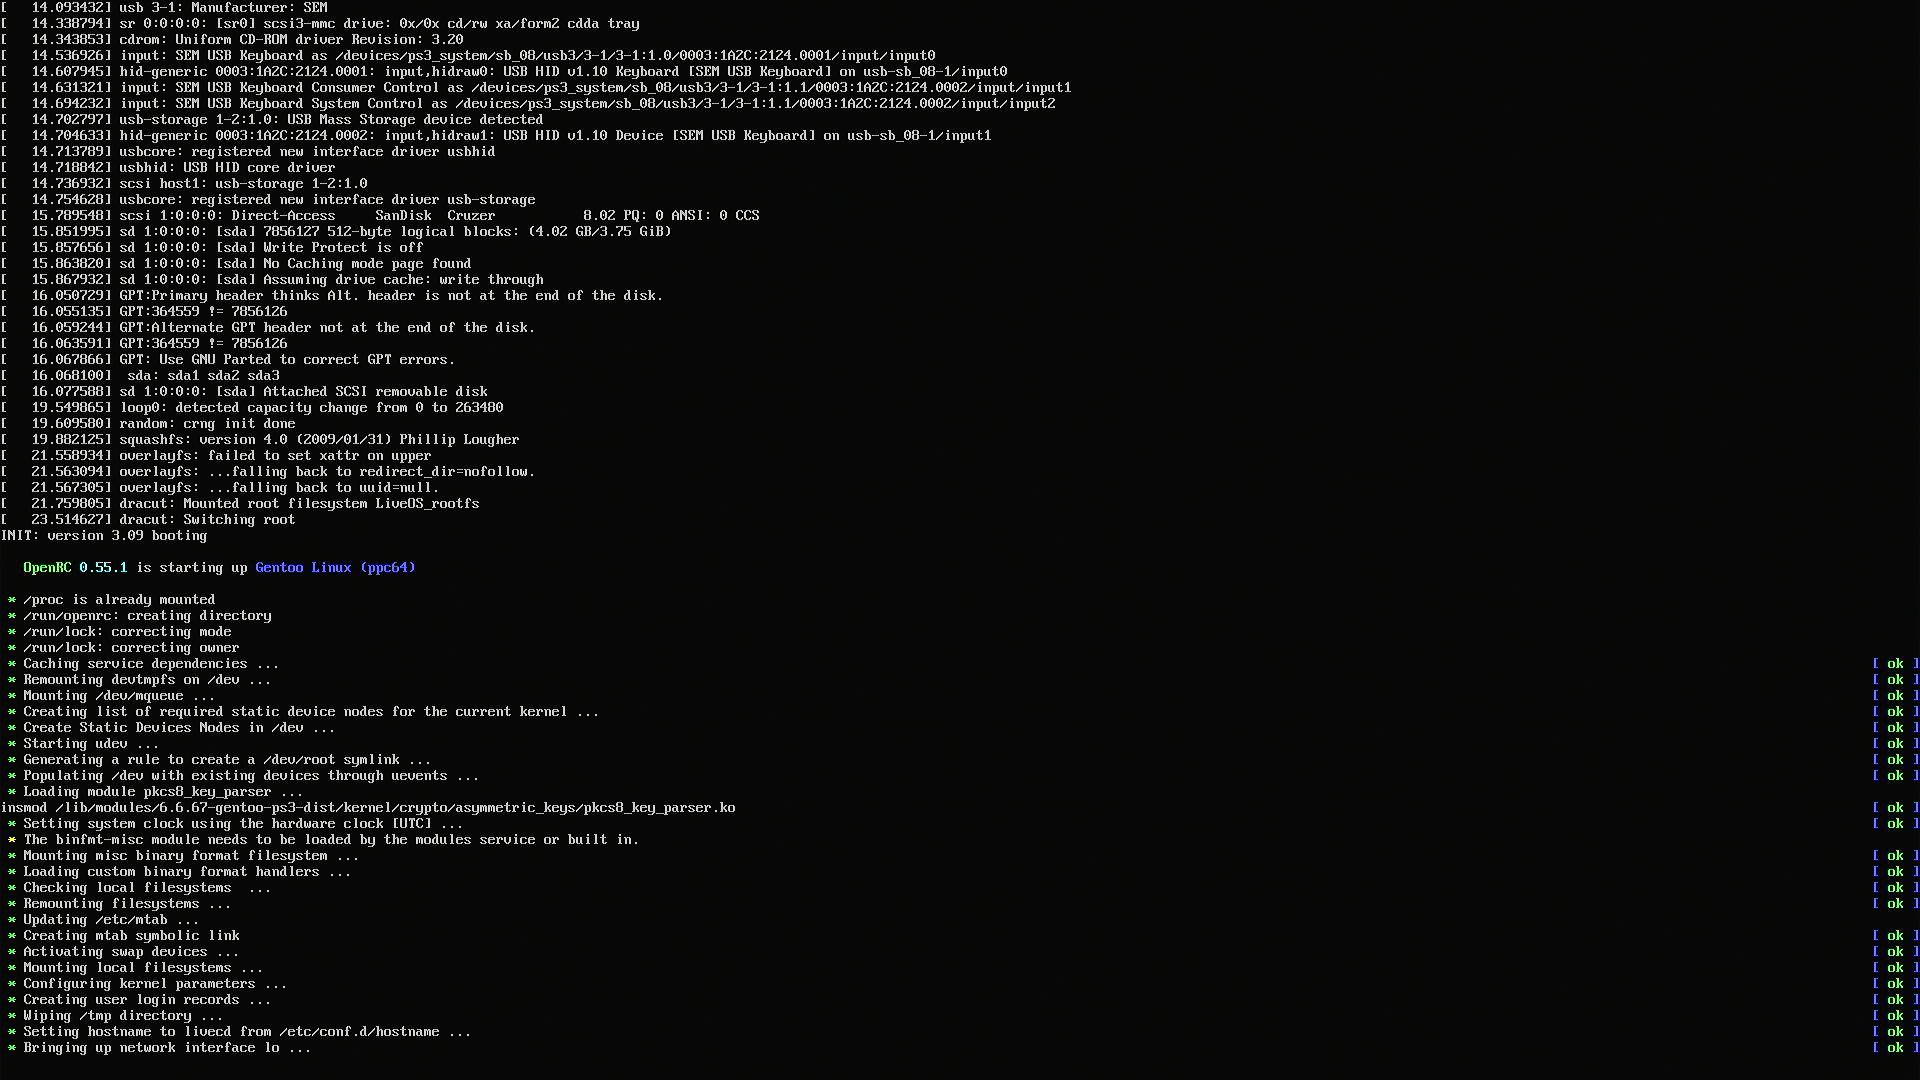 [   14.093432] usb 3-1: Manufacturer: SEM
[   14.338794] sr 0:0:0:0: [sr0] scsi3-mmc drive: 0x/0x cd/rw xa/form2 cdda tray
[   14.343853] cdrom: Uniform CD-ROM driver Revision: 3.20
[   14.536926] input: SEM USB Keyboard as /devices/ps3_system/sb_08/usb3/3-1/3-1:1.0/0003:1A2C:2124.0001/input/input0
[   14.607945] hid-generic 0003:1A2C:2124.0001: input,hidraw0: USB HID v1.10 Keyboard [SEM USB Keyboard] on usb-sb_08-1/input0
[   14.631321] input: SEM USB Keyboard Consumer Control as /devices/ps3_system/sb_08/usb3/3-1/3-1:1.1/0003:1A2C:2124.0002/input/input1
[   14.694232] input: SEM USB Keyboard System Control as /devices/ps3_system/sb_08/usb3/3-1/3-1:1.1/0003:1A2C:2124.0002/input/input2
[   14.702797] usb-storage 1-2:1.0: USB Mass Storage device detected
[   14.704633] hid-generic 0003:1A2C:2124.0002: input,hidraw1: USB HID v1.10 Device [SEM USB Keyboard] on usb-sb_08-1/input1
[   14.713789] usbcore: registered new interface driver usbhid
[   14.718842] usbhid: USB HID core driver
[   14.736932] scsi host1: usb-storage 1-2:1.0
[   14.754628] usbcore: registered new interface driver usb-storage
[   15.789548] scsi 1:0:0:0: Direct-Access     SanDisk  Cruzer           8.02 PQ: 0 ANSI: 0 CCS
[   15.851995] sd 1:0:0:0: [sda] 7856127 512-byte logical blocks: (4.02 GB/3.75 GiB)
[   15.857656] sd 1:0:0:0: [sda] Write Protect is off
[   15.863820] sd 1:0:0:0: [sda] No Caching mode page found
[   15.867932] sd 1:0:0:0: [sda] Assuming drive cache: write through
[   16.050729] GPT:Primary header thinks Alt. header is not at the end of the disk.
[   16.055135] GPT:364559 != 7856126
[   16.059244] GPT:Alternate GPT header not at the end of the disk.
[   16.063591] GPT:364559 != 7856126
[   16.067866] GPT: Use GNU Parted to correct GPT errors.
[   16.068100]  sda: sda1 sda2 sda3
[   16.077588] sd 1:0:0:0: [sda] Attached SCSI removable disk
[   19.549865] loop0: detected capacity change from 0 to 263480
[   19.609580] random: crng init done
[   19.882125] squashfs: version 4.0 (2009/01/31) Phillip Lougher
[   21.558934] overlayfs: failed to set xattr on upper
[   21.563094] overlayfs: ...falling back to redirect_dir=nofollow.
[   21.567305] overlayfs: ...falling back to uuid=null.
[   21.759805] dracut: Mounted root filesystem LiveOS_rootfs
[   23.514627] dracut: Switching root
INIT: version 3.09 booting
OpenRC 0.55.1 is starting up Gentoo Linux (ppc64)
* /proc is already mounted
* /run/openrc: creating directory
* /run/lock: correcting mode
* /run/lock: correcting owner
* Caching service dependencies ... [ ok ]
* Remounting devtmpfs on /dev ... [ ok ]
* Mounting /dev/mqueue ... [ ok ]
* Creating list of required static device nodes for the current kernel ... [ ok ]
* Create Static Devices Nodes in /dev ... [ ok ]
* Starting udev ... [ ok ]
* Generating a rule to create a /dev/root symlink ... [ ok ]
* Populating /dev with existing devices through uevents ... [ ok ]
* Loading module pkcs8_key_parser ...
insmod /lib/modules/6.6.67-gentoo-ps3-dist/kernel/crypto/asymmetric_keys/pkcs8_key_parser.ko [ ok ]
* Setting system clock using the hardware clock [UTC] ... [ ok ]
* The binfmt-misc module needs to be loaded by the modules service or built in.
* Mounting misc binary format filesystem ... [ ok ]
* Loading custom binary format handlers ... [ ok ]
* Checking local filesystems  ... [ ok ]
* Remounting filesystems ... [ ok ]
* Updating /etc/mtab ...
* Creating mtab symbolic link [ ok ]
* Activating swap devices ... [ ok ]
* Mounting local filesystems ... [ ok ]
* Configuring kernel parameters ... [ ok ]
* Creating user login records ... [ ok ]
* Wiping /tmp directory ... [ ok ]
* Setting hostname to livecd from /etc/conf.d/hostname ... [ ok ]
* Bringing up network interface lo ... [ ok ]